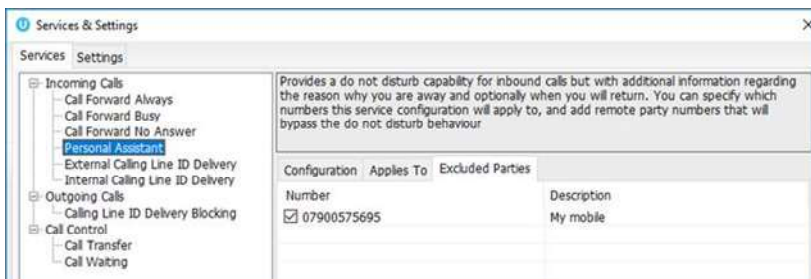 Services & Settings
Services Settings
Incoming Calls
Call Forward Always
Call Forward Busy
Call Forward No Answer
Personal Assistant
External Calling Line ID Delivery
Internal Calling Line ID Delivery
Outgoing Calls
Calling Line ID Delivery Blocking
Call Control
Call Transfer
Call Waiting
Provides a do not disturb capability for inbound calls but with additional information regarding
the reason why you are away and optionally when you will return. You can specify which
numbers this service configuration will apply to, and add remote party numbers that will
bypass the do not disturb behaviour
Configuration Applies To Excluded Parties
Number Description
07900575695 My mobile